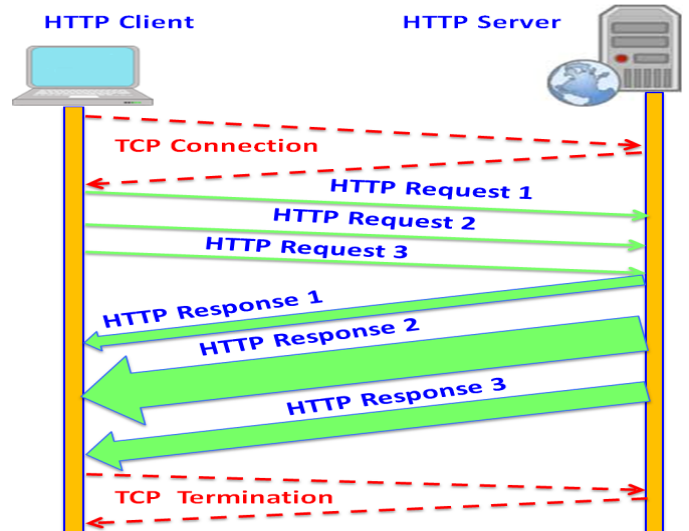 HTTP Client
HTTP Server
TCP Connection
HTTP Request 1
HTTP Request 2
HTTP Request 3
HTTP Response 1
HTTP Response 2
HTTP Response 3
TCP Termination